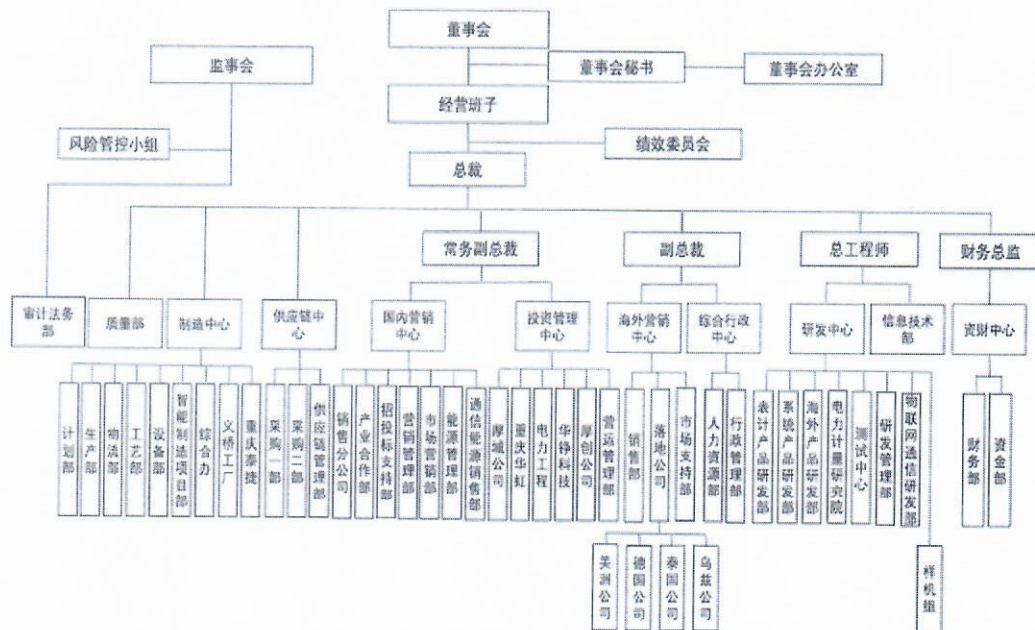 董事会
监事会
董事会秘书
董事会办公室
经营班子
风险管控小组
绩效委员会
总裁
常务副总裁
副总裁
总工程师
财务总监
审计法务部
质量部
制造中心
供应链中心
国内营销中心
投资管理中心
海外营销中心
综合行政中心
研发中心
信息技术部
资财中心
计划部
生产部
物流部
工艺部
设备部
智能制造项目部
综合办
义桥工厂
重庆泰捷
采购一部
采购二部
供应链管理部
销售分公司
产业合作部
招投标支持部
营销管理部
市场营销部
能源管理部
通信能源销售部
厚域公司
重庆华虹
电力工程
华铮科技
厚创公司
营运管理部
销售部
落地公司
市场支持部
人力资源部
行政管理部
表计产品研发部
系统产品研发部
海外产品研发部
电力计量研究院
测试中心
研发管理部
物联网通信研发部
财务部
资金部
美洲公司
德国公司
泰国公司
乌兹公司
样机组